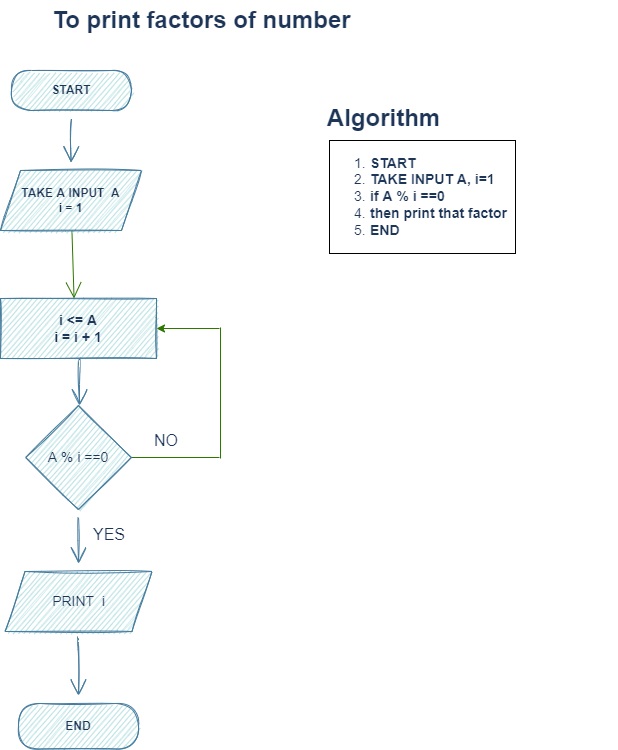 To print factors of number
START
TAKE A INPUT A
i = 1
i <= A
i = i + 1
A % i ==0
NO
YES
PRINT i
END
Algorithm
1. START
2. TAKE INPUT A, i=1
3. if A % i ==0
4. then print that factor
5. END